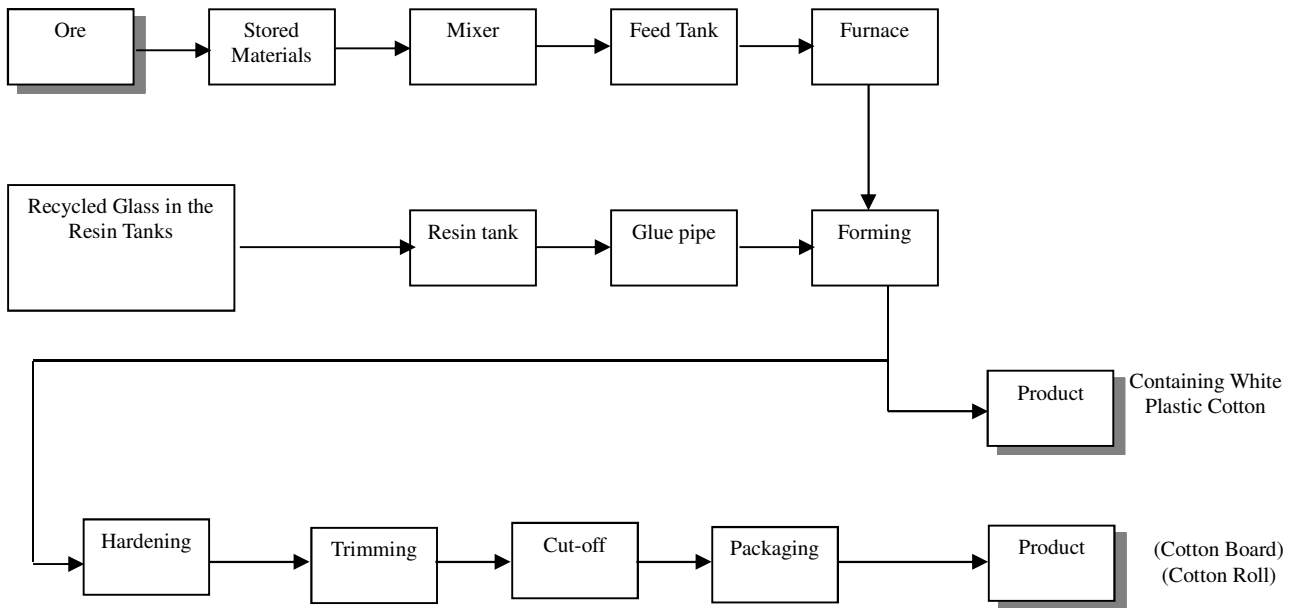 Ore
Stored
Materials
Mixer
Feed Tank
Furnace
Recycled Glass in the
Resin Tanks
Resin tank
Glue pipe
Forming
Product
Containing White
Plastic Cotton
Hardening
Trimming
Cut-off
Packaging
Product
(Cotton Board)
(Cotton Roll)